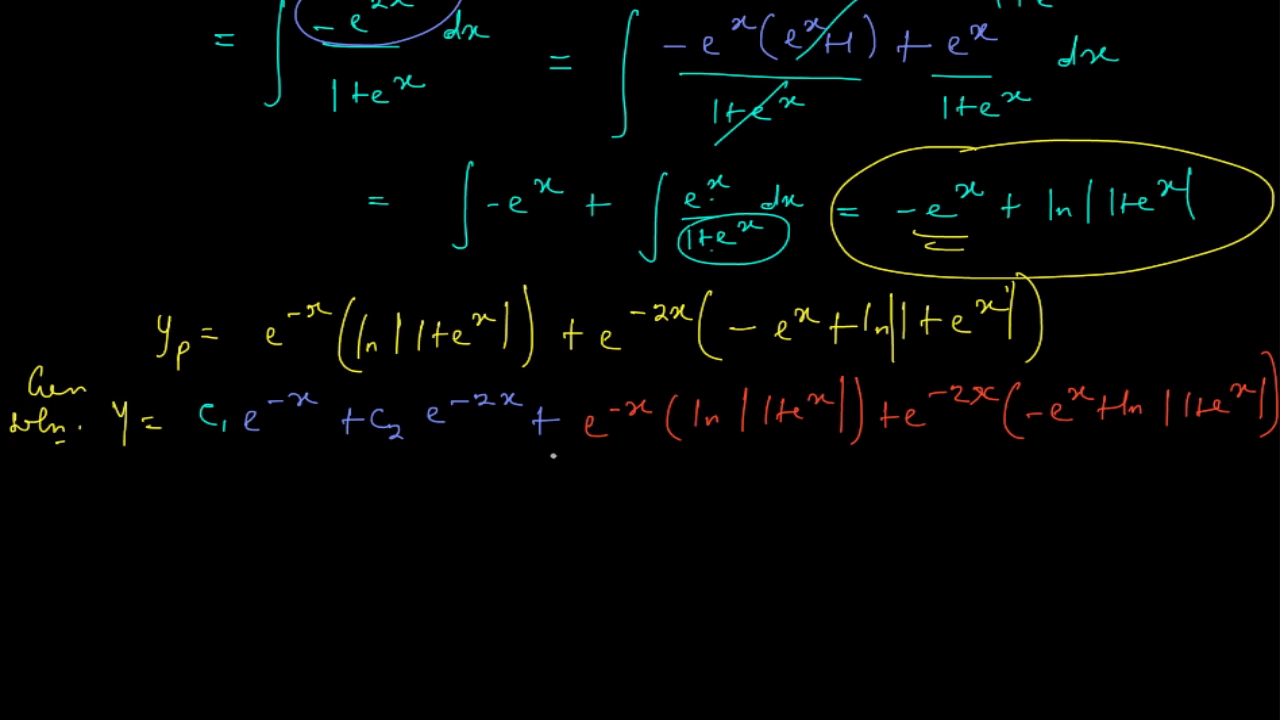 = ∫ -e^{2x}/(1+e^x) dx = ∫ -e^x(e^x+1)/(1+e^x) + e^x/(1+e^x) dx
= ∫ -e^x + ∫ e^x/(1+e^x) dx = -e^x + ln|1+e^x|
y_p = e^{-x}(ln|1+e^x|) + e^{-2x}(-e^x+ln|1+e^x|)
Gen
soln. y = c_1 e^{-x} + c_2 e^{-2x} + e^{-x}(ln|1+e^x|) + e^{-2x}(-e^x+ln|1+e^x|)